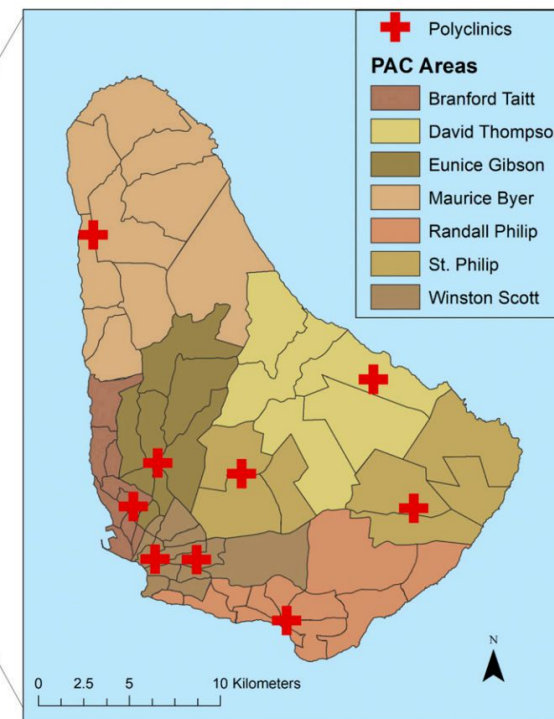 Polyclinics
PAC Areas
Branford Taitt
David Thompso
Eunice Gibson
Maurice Byer
Randall Philip
St. Philip
Winston Scott
N
0 2.5 5 10 Kilometers